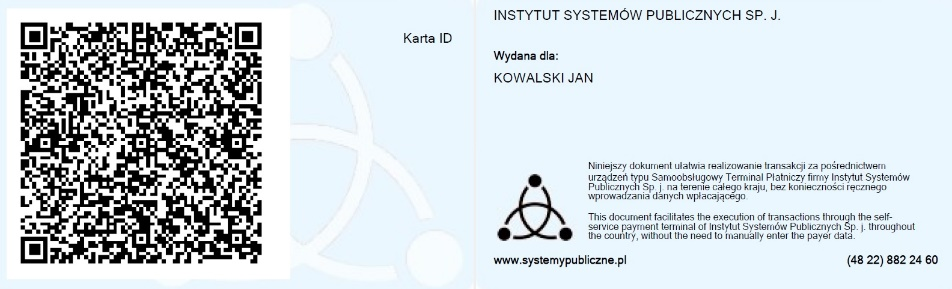 Karta ID
INSTYTUT SYSTEMÓW PUBLICZNYCH SP. J.
Wydana dla:
KOWALSKI JAN
Niniejszy dokument ułatwia realizowanie transakcji za pośrednictwem
urządzeń typu Samoobsługowy Terminal Płatniczy firmy Instytut Systemów
Publicznych Sp. j. na terenie całego kraju, bez konieczności ręcznego
wprowadzania danych wpłacającego.
This document facilitates the execution of transactions through the self-
service payment terminal of Instytut Systemów Publicznych Sp. j. throughout
the country, without the need to manually enter the payer data.
www.systemypubliczne.pl
(48 22) 882 24 60